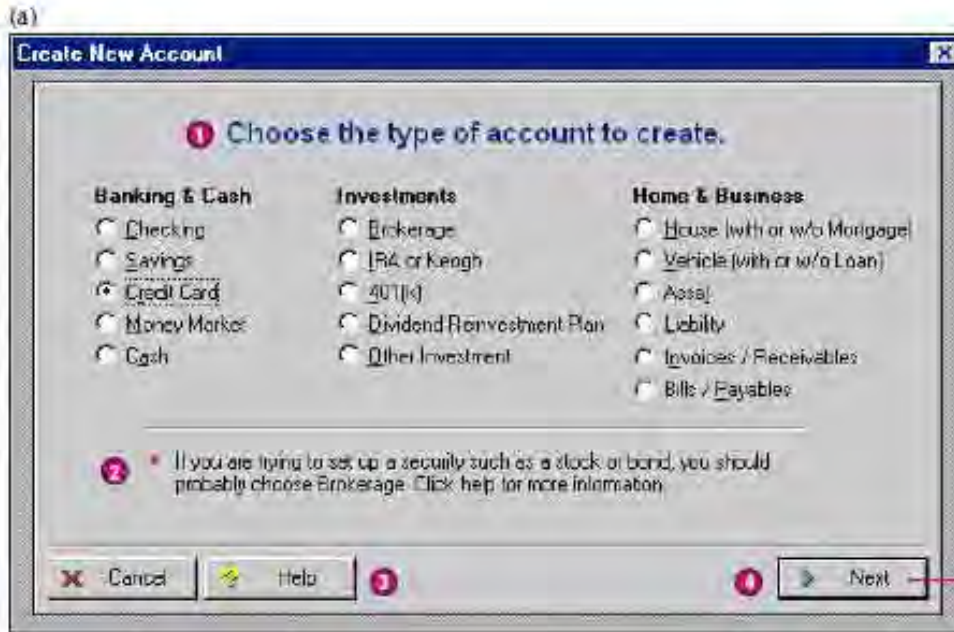 (a)
Create New Account
1 Choose the type of account to create.
Banking & Cash
Checking
Savings
Credit Card
Money Market
Cash
Investments
Brokerage
IRA or Keogh
401(k)
Dividend Reinvestment Plan
Other Investment
Home & Business
House (with or w/o Mortgage)
Vehicle (with or w/o Loan)
Asset
Liability
Invoices / Receivables
Bills / Payables
2 * If you are trying to set up a security such as a stock or bond, you should
probably choose Brokerage. Click help for more information.
Cancel
Help
3
4
Next